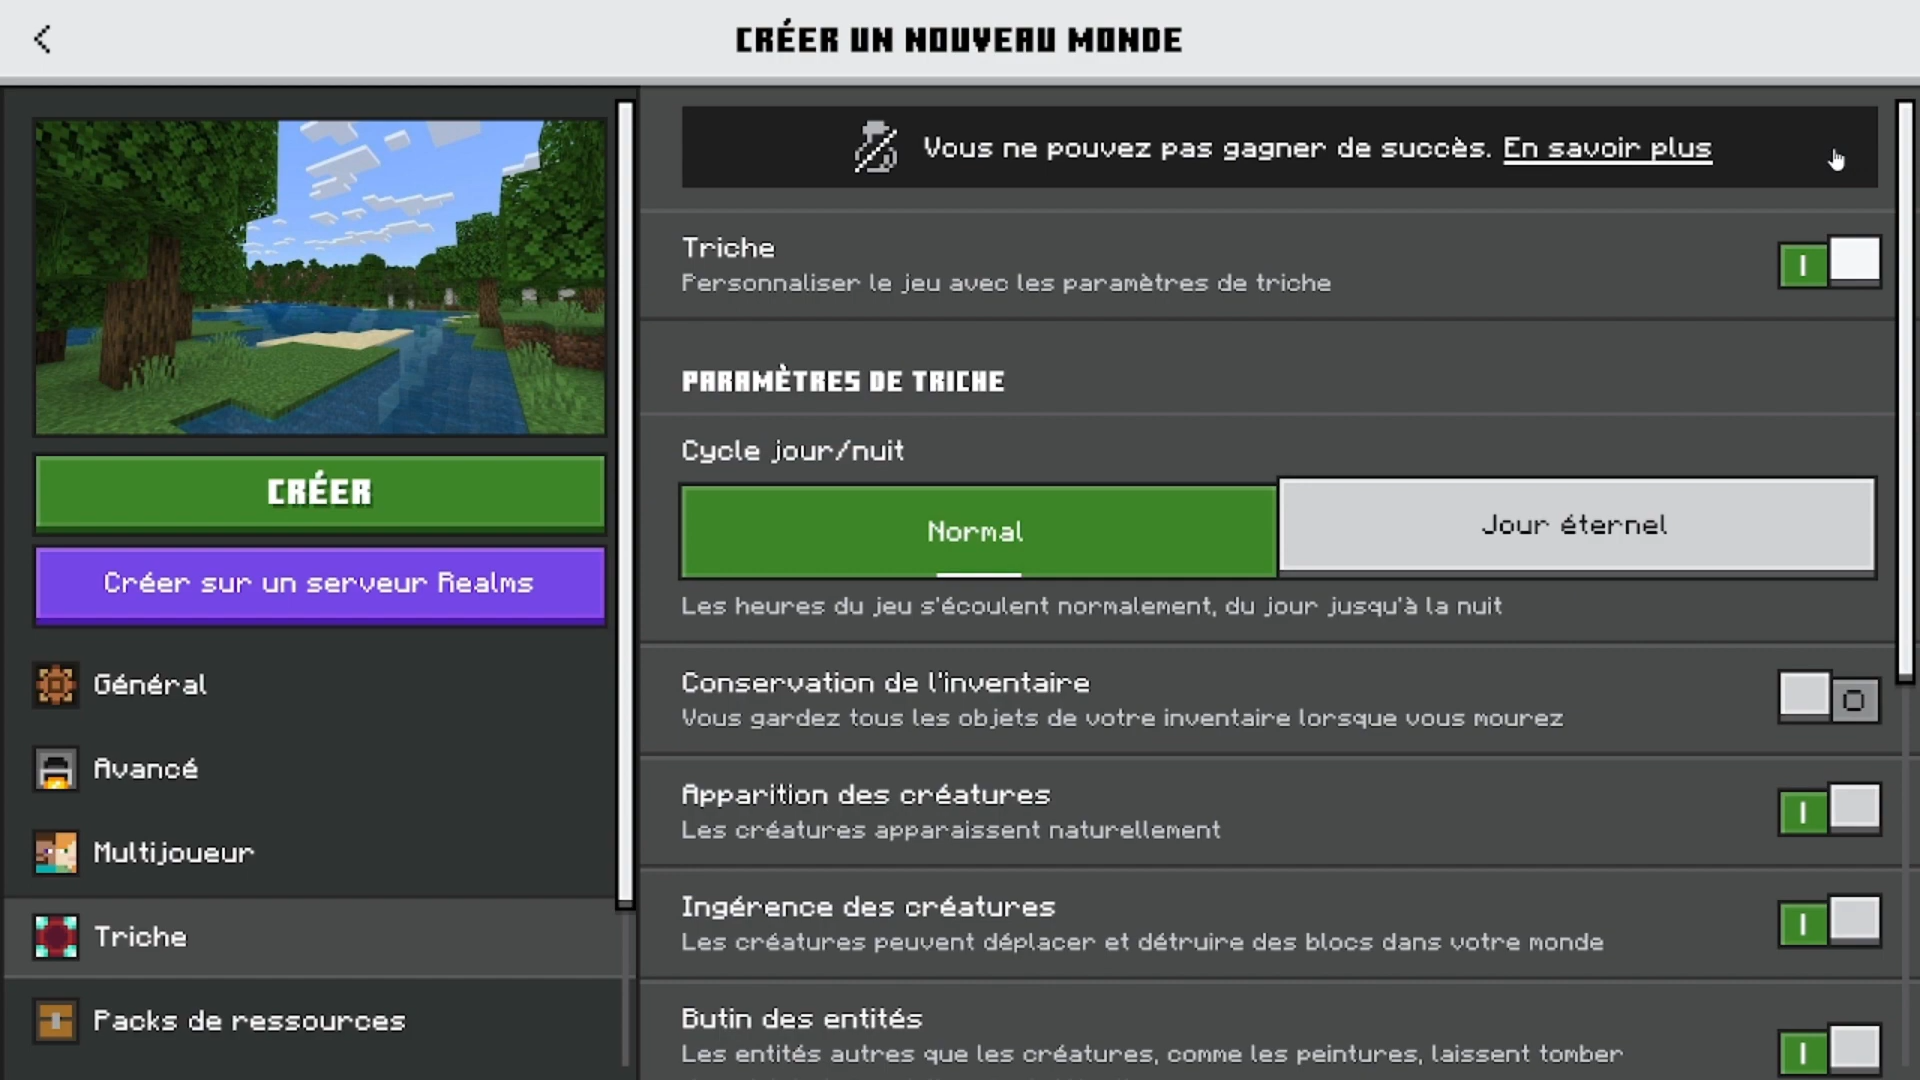 CRÉER UN NOUVEAU MONDE
Vous ne pouvez pas gagner de succès. En savoir plus
Triche
Personnaliser le jeu avec les paramètres de triche
PARAMÈTRES DE TRICHE
Cycle jour/nuit
Normal
Jour éternel
Les heures du jeu s'écoulent normalement, du jour jusqu'à la nuit
Conservation de l'inventaire
Vous gardez tous les objets de votre inventaire lorsque vous mourez
Apparition des créatures
Les créatures apparaissent naturellement
Ingérence des créatures
Les créatures peuvent déplacer et détruire des blocs dans votre monde
Butin des entités
Les entités autres que les créatures, comme les peintures, laissent tomber
CRÉER
Créer sur un serveur Realms
Général
Avancé
Multijoueur
Triche
Packs de ressources